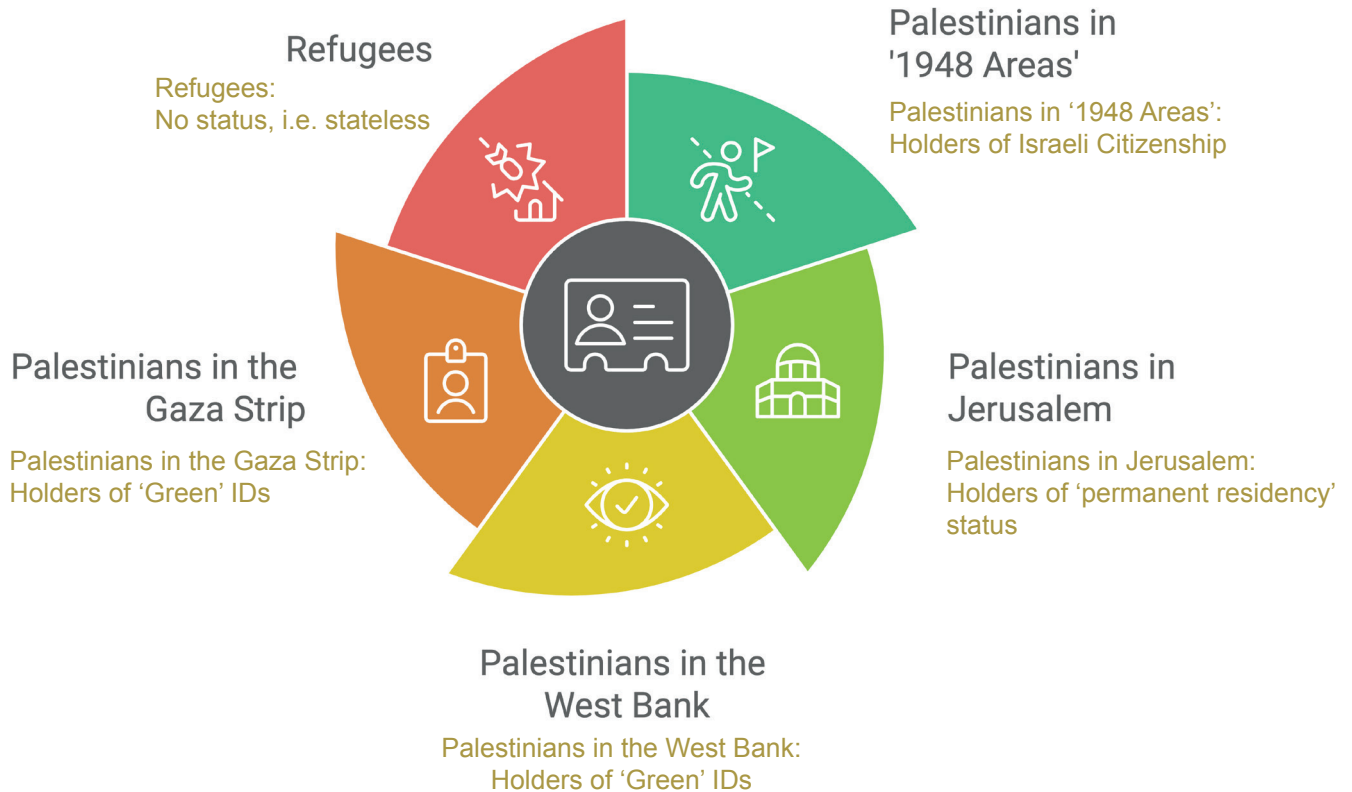 Refugees
Refugees:
No status, i.e. stateless
Palestinians in
'1948 Areas'
Palestinians in ‘1948 Areas’:
Holders of Israeli Citizenship
Palestinians in the
Gaza Strip
Palestinians in the Gaza Strip:
Holders of ‘Green’ IDs
Palestinians in
Jerusalem
Palestinians in Jerusalem:
Holders of ‘permanent residency’
status
Palestinians in the
West Bank
Palestinians in the West Bank:
Holders of ‘Green’ IDs